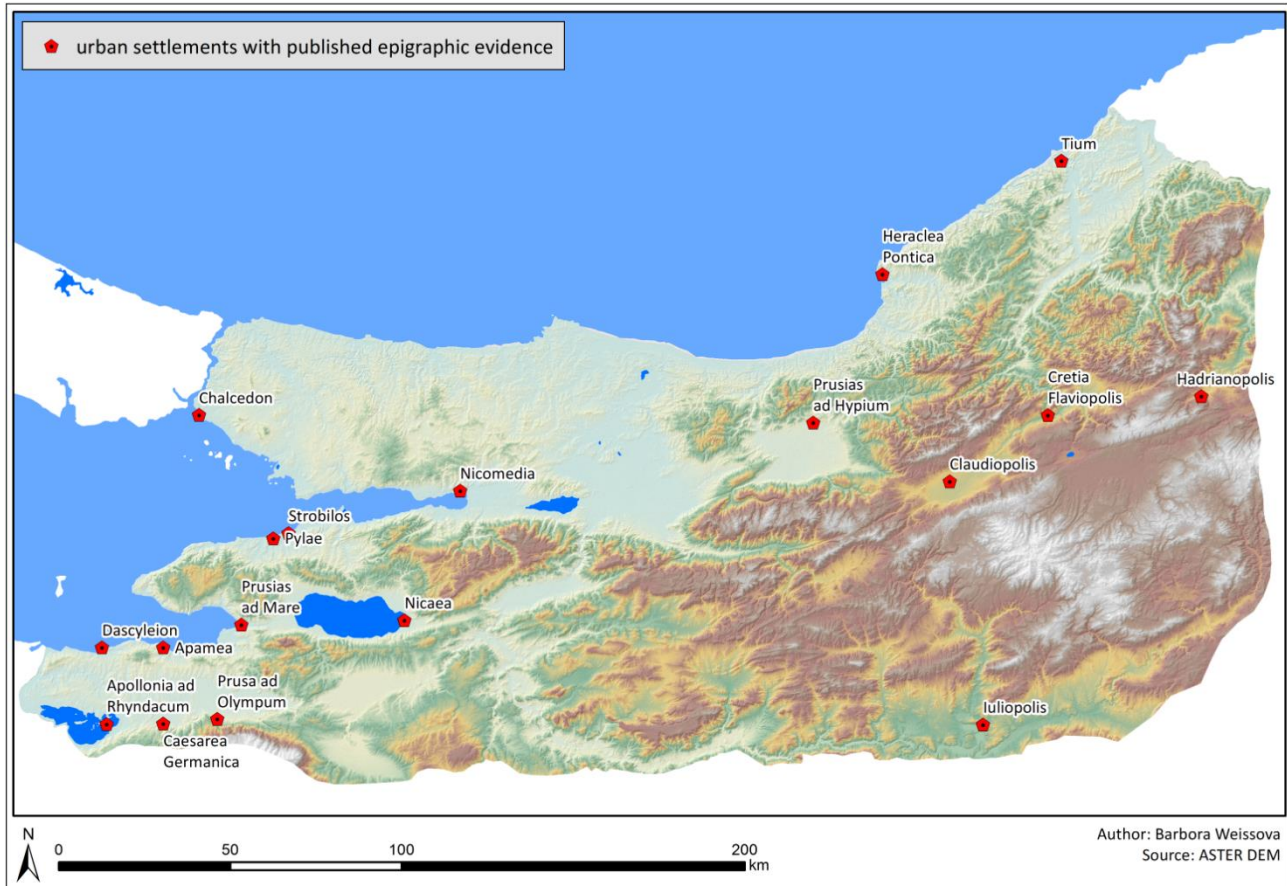 urban settlements with published epigraphic evidence
Tium
Heraclea
Pontica
Chalcedon
Prusias
ad Hypium
Cretia
Flaviopolis
Hadrianopolis
Nicomedia
Claudiopolis
Strobilos
Pylae
Prusias
ad Mare
Nicaea
Dascyleion
Apamea
Apollonia ad
Rhyndacum
Prusa ad
Olympum
Caesarea
Germanica
Iuliopolis
N
0
50
100
200
km
Author: Barbora Weissova
Source: ASTER DEM